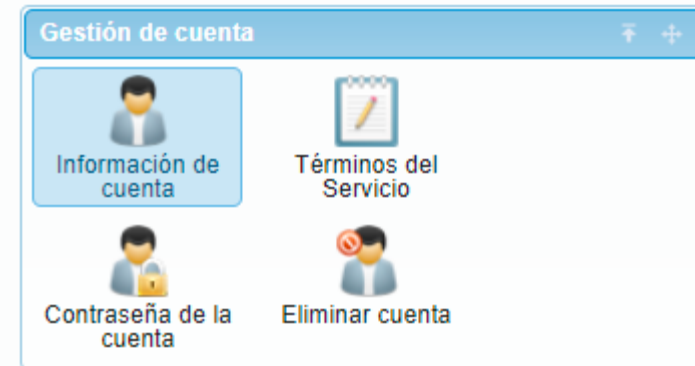 Gestión de cuenta
Información de
cuenta
Términos del
Servicio
Contraseña de la
cuenta
Eliminar cuenta